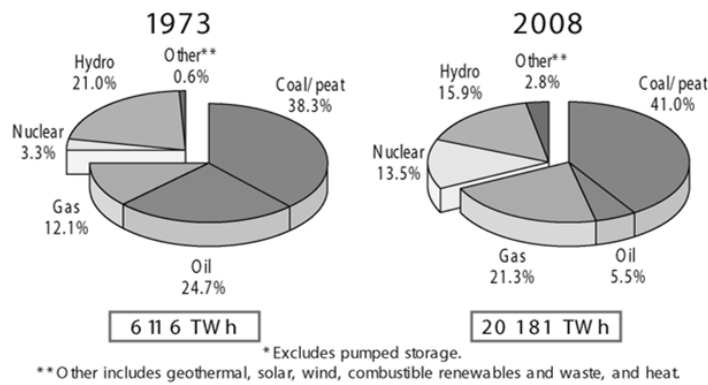 1973
Hydro
21.0%
Other**
0.6%
Coal/peat
38.3%
Nuclear
3.3%
Gas
12.1%
Oil
24.7%
6 116 TWh
2008
Hydro
15.9%
Other**
2.8%
Coal/peat
41.0%
Nuclear
13.5%
Gas
21.3%
Oil
5.5%
20 181 TWh
*Excludes pumped storage.
**Other includes geothermal, solar, wind, combustible renewables and waste, and heat.